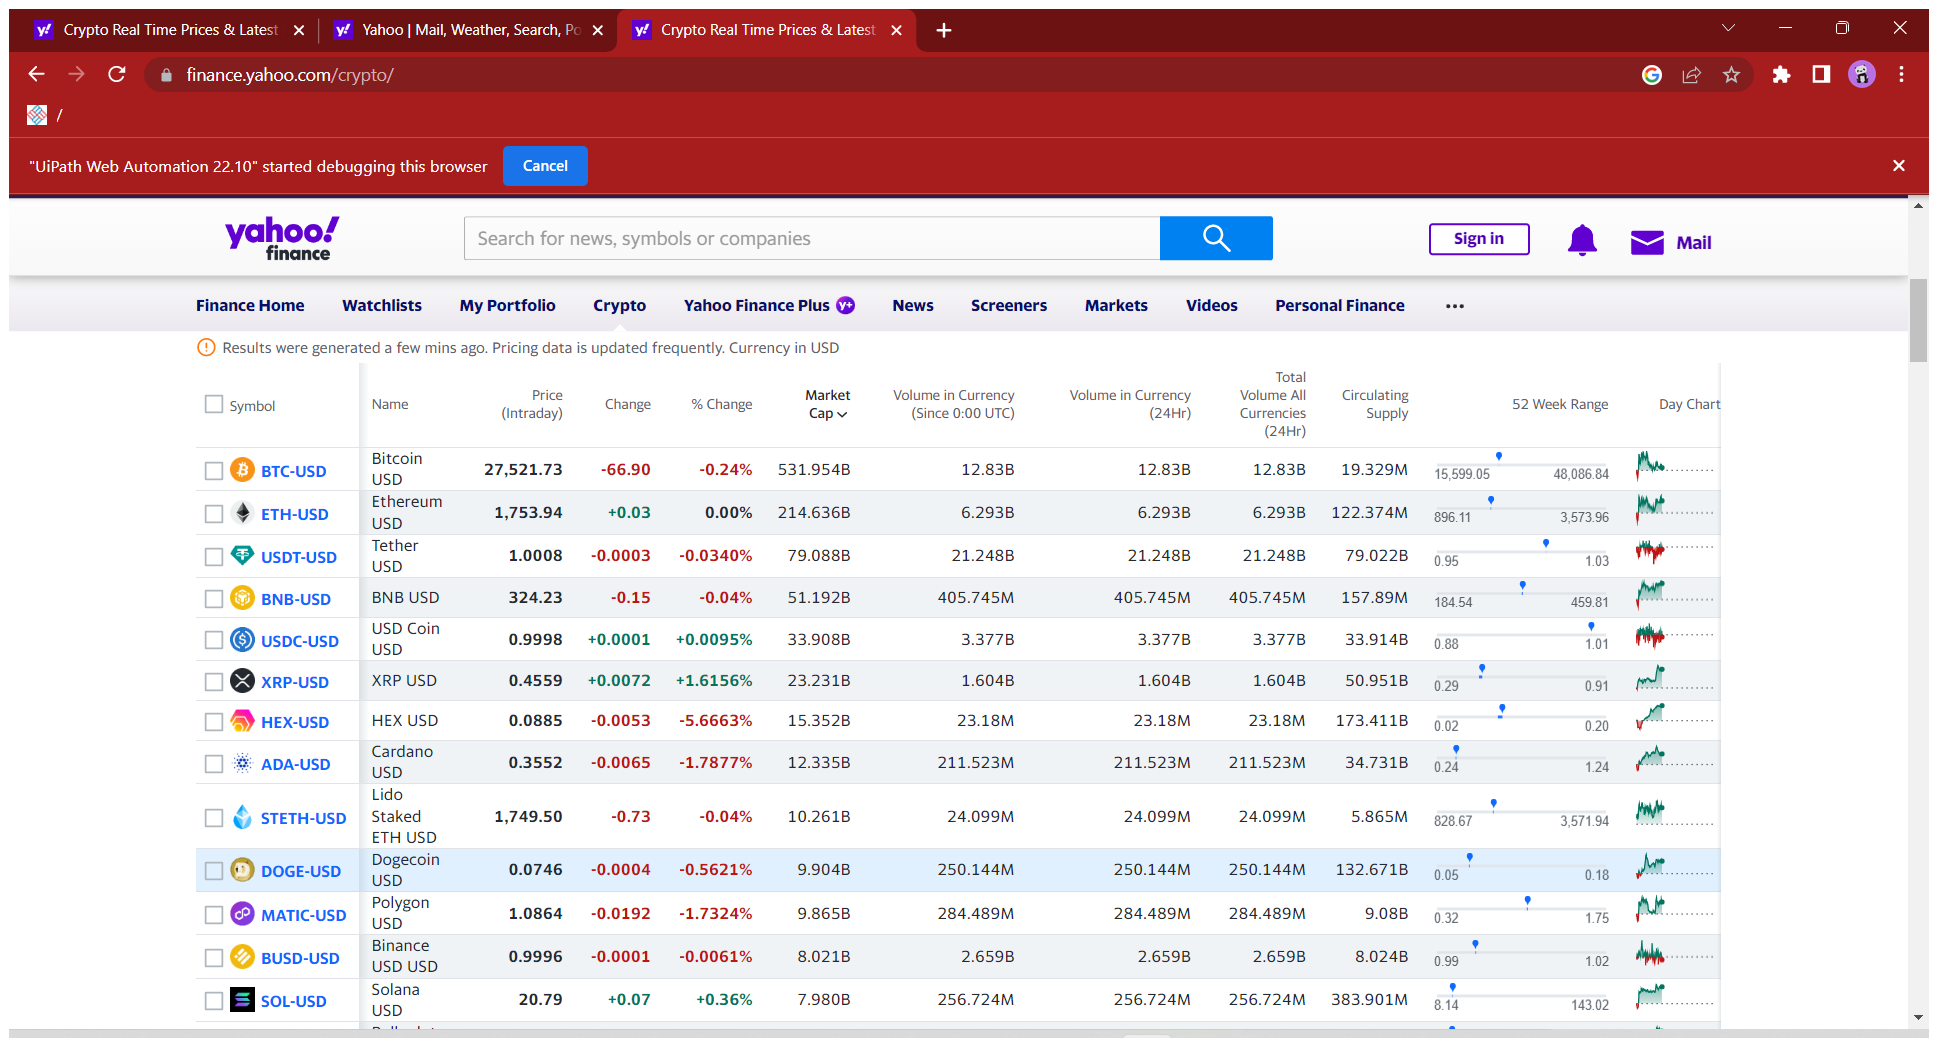 Crypto Real Time Prices & Latest
Yahoo | Mail, Weather, Search, Po
Crypto Real Time Prices & Latest
finance.yahoo.com/crypto/
/
"UiPath Web Automation 22.10" started debugging this browser
Cancel
yahoo!
finance
Search for news, symbols or companies
Sign in
Mail
Finance Home Watchlists My Portfolio Crypto Yahoo Finance Plus y+ News Screeners Markets Videos Personal Finance ...
Results were generated a few mins ago. Pricing data is updated frequently. Currency in USD
Symbol Name Price (Intraday) Change % Change Market Cap Volume in Currency (Since 0:00 UTC) Volume in Currency (24Hr) Total Volume All Currencies (24Hr) Circulating Supply 52 Week Range Day Chart
BTC-USD Bitcoin USD 27,521.73 -66.90 -0.24% 531.954B 12.83B 12.83B 12.83B 19.329M 15,599.05 48,086.84
ETH-USD Ethereum USD 1,753.94 +0.03 0.00% 214.636B 6.293B 6.293B 6.293B 122.374M 896.11 3,573.96
USDT-USD Tether USD 1.0008 -0.0003 -0.0340% 79.088B 21.248B 21.248B 21.248B 79.022B 0.95 1.03
BNB-USD BNB USD 324.23 -0.15 -0.04% 51.192B 405.745M 405.745M 405.745M 157.89M 184.54 459.81
USDC-USD USD Coin USD 0.9998 +0.0001 +0.0095% 33.908B 3.377B 3.377B 3.377B 33.914B 0.88 1.01
XRP-USD XRP USD 0.4559 +0.0072 +1.6156% 23.231B 1.604B 1.604B 1.604B 50.951B 0.29 0.91
HEX-USD HEX USD 0.0885 -0.0053 -5.6663% 15.352B 23.18M 23.18M 23.18M 173.411B 0.02 0.20
ADA-USD Cardano USD 0.3552 -0.0065 -1.7877% 12.335B 211.523M 211.523M 211.523M 34.731B 0.24 1.24
STETH-USD Lido Staked ETH USD 1,749.50 -0.73 -0.04% 10.261B 24.099M 24.099M 24.099M 5.865M 828.67 3,571.94
DOGE-USD Dogecoin USD 0.0746 -0.0004 -0.5621% 9.904B 250.144M 250.144M 250.144M 132.671B 0.05 0.18
MATIC-USD Polygon USD 1.0864 -0.0192 -1.7324% 9.865B 284.489M 284.489M 284.489M 9.08B 0.32 1.75
BUSD-USD Binance USD USD 0.9996 -0.0001 -0.0061% 8.021B 2.659B 2.659B 2.659B 8.024B 0.99 1.02
SOL-USD Solana USD 20.79 +0.07 +0.36% 7.980B 256.724M 256.724M 256.724M 383.901M 8.14 143.02